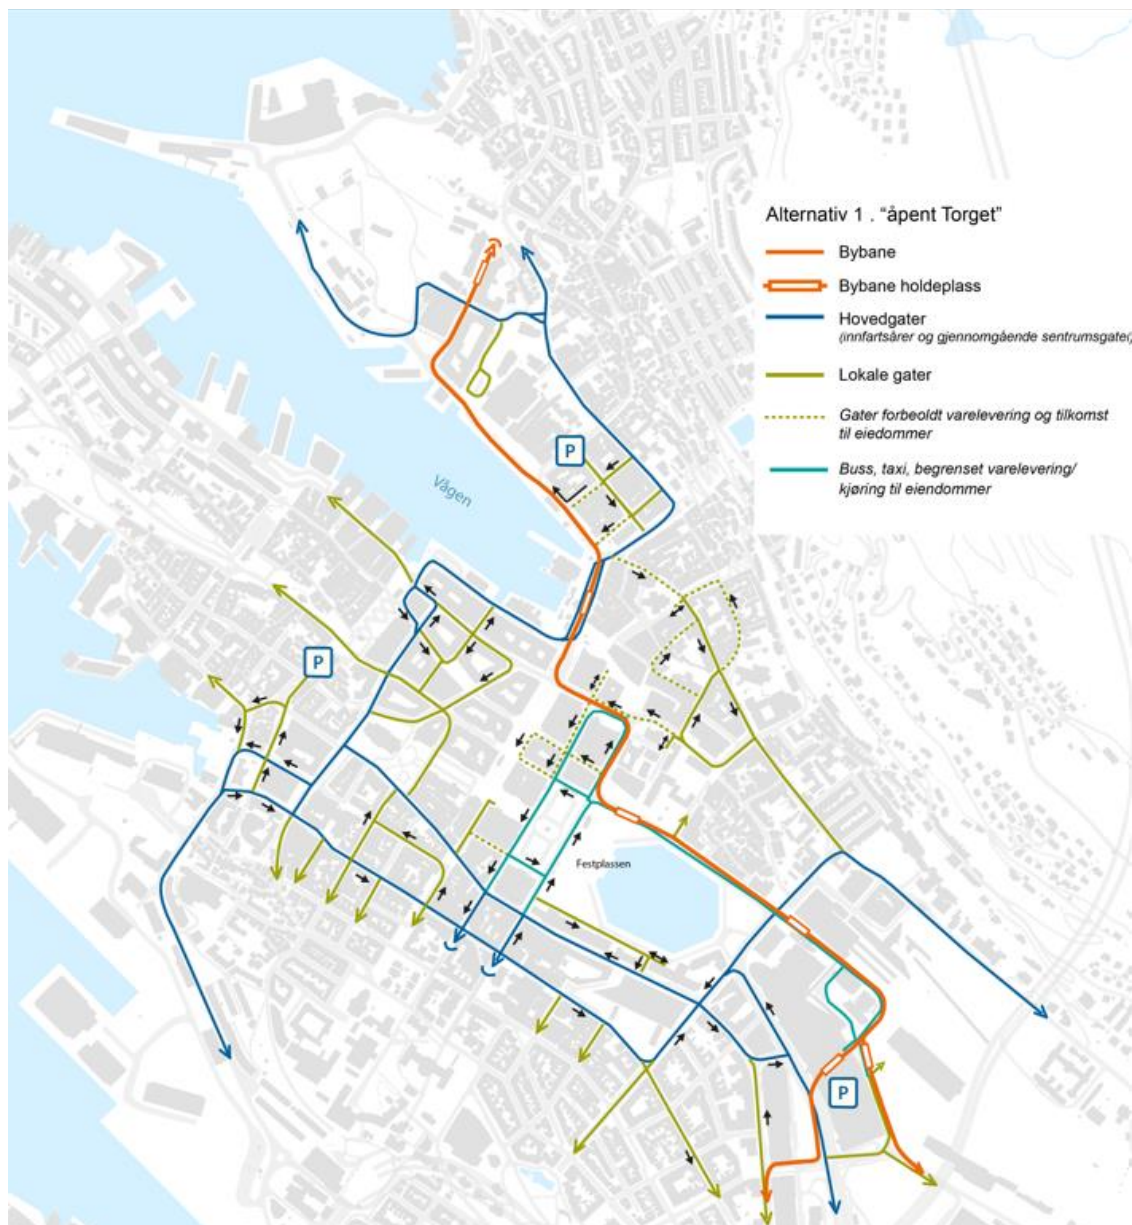 Alternativ 1 . “åpent Torget”
Bybane
Bybane holdeplass
Hovedgater
(innfartsårer og gjennomgående sentrumsgater)
Lokale gater
Gater forbeoldt varelevering og tilkomst
til eiedommer
Buss, taxi, begrenset varelevering/
kjøring til eiendommer
P
Vågen
P
Festplassen
P